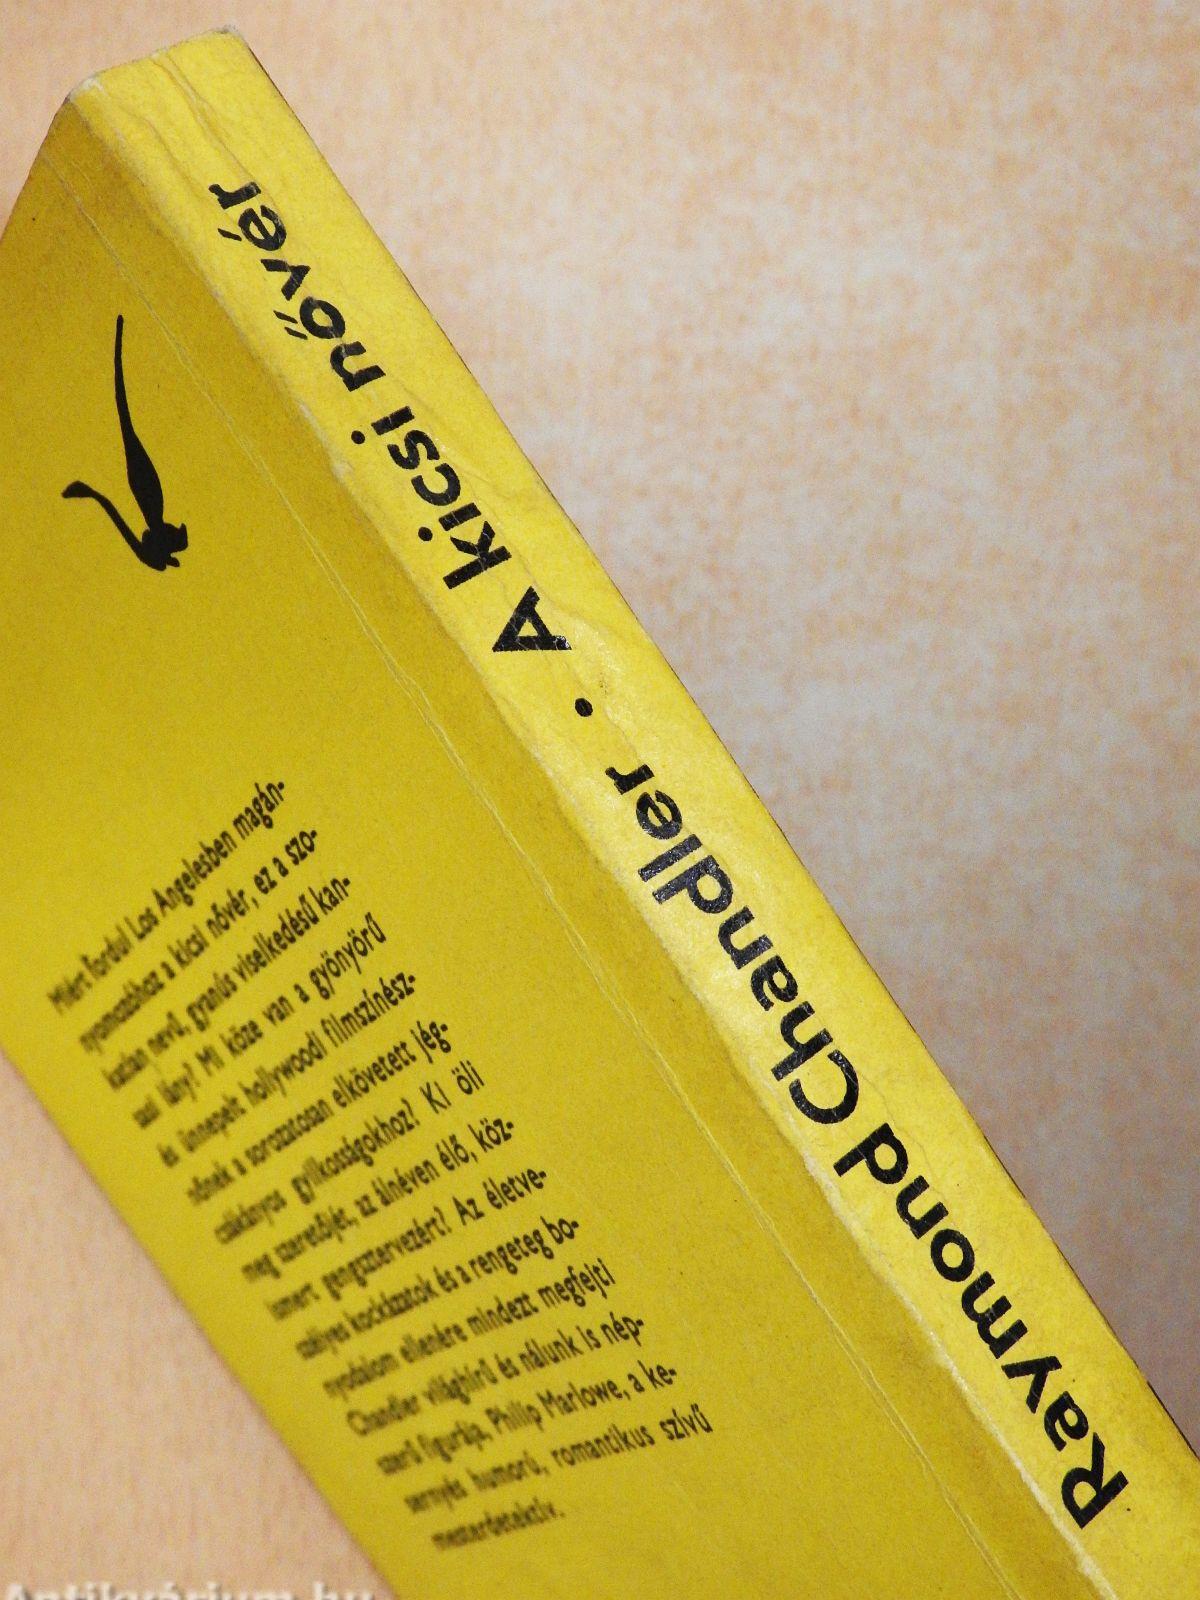 Raymond Chandler • A kicsi nővér
Miért fordul Los Angelesben magán-
nyomozóhoz a kicsi nővér, ez a szo-
katlan nevű, gyanús viselkedésű kan-
sasi lány? Mi köze van a gyönyörű
és ünnepelt hollywoodi filmszínész-
nőnek a sorozatosan elkövetett jég-
csákányos gyilkosságokhoz? Ki öli
meg szeretőjét, az álnéven élő, köz-
ismert gengsztervezért? Az életve-
szélyes kockázatok és a rengeteg bo-
nyodalom ellenére mindezt megfejti
Chandler világhírű és nálunk is nép-
szerű figurája, Philip Marlowe, a ke-
sernyés humorú, romantikus szívű
mesterdetektív.
Antikvárium.hu